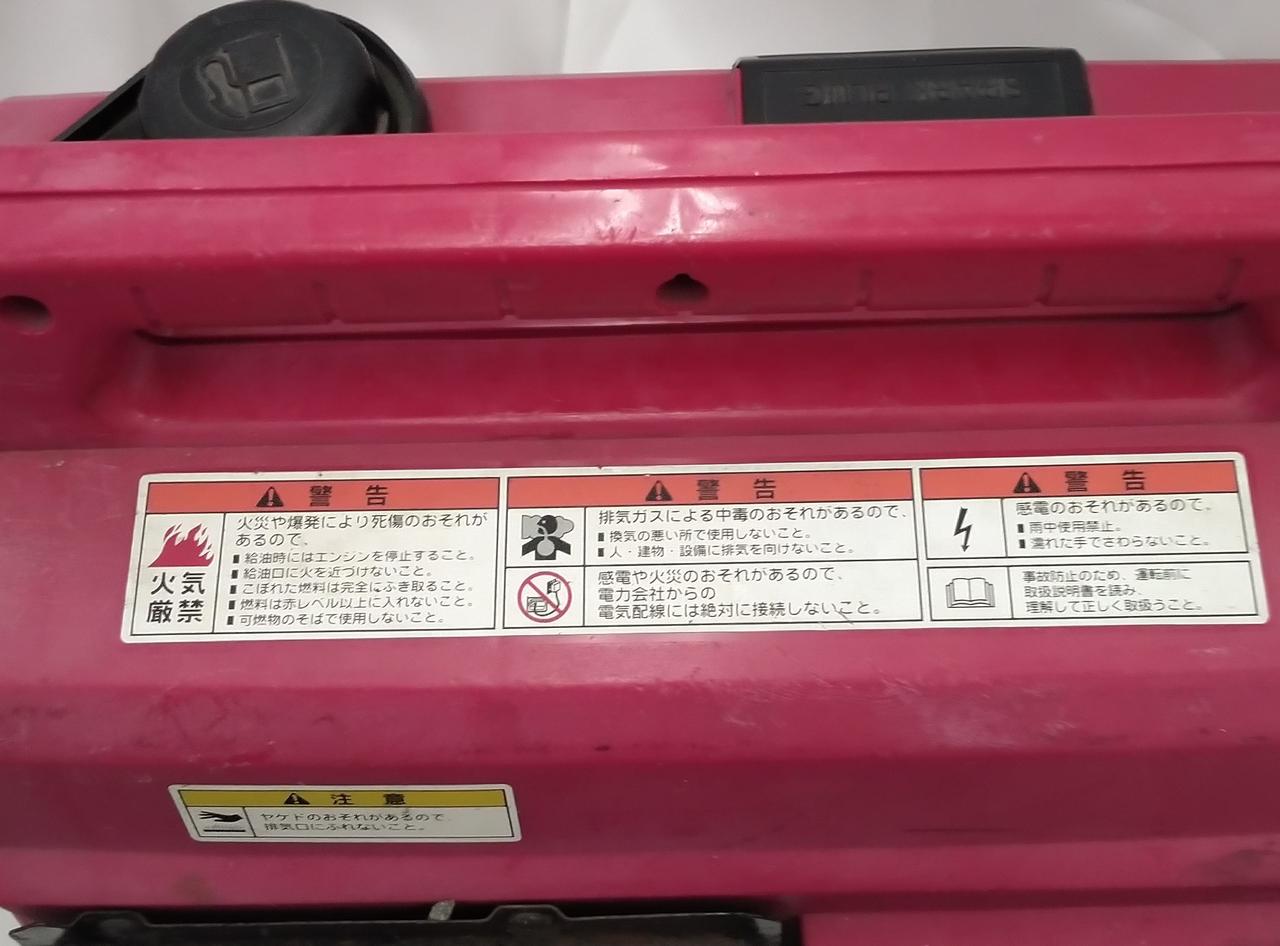 警告
火災や爆発により死傷のおそれが
あるので、
■給油時にはエンジンを停止すること。
■給油口に火を近づけないこと。
■こぼれた燃料は完全にふき取ること。
■燃料は赤レベル以上に入れないこと。
■可燃物のそばで使用しないこと。
火気
厳禁
警告
排気ガスによる中毒のおそれがあるので、
■換気の悪い所で使用しないこと。
■人・建物・設備に排気を向けないこと。
感電や火災のおそれがあるので、
電力会社からの
電気配線には絶対に接続しないこと。
警告
感電のおそれがあるので、
■雨中使用禁止。
■濡れた手でさわらないこと。
事故防止のため、運転前に
取扱説明書を読み、
理解して正しく取扱うこと。
注意
ヤケドのおそれがあるので、
排気口にふれないこと。